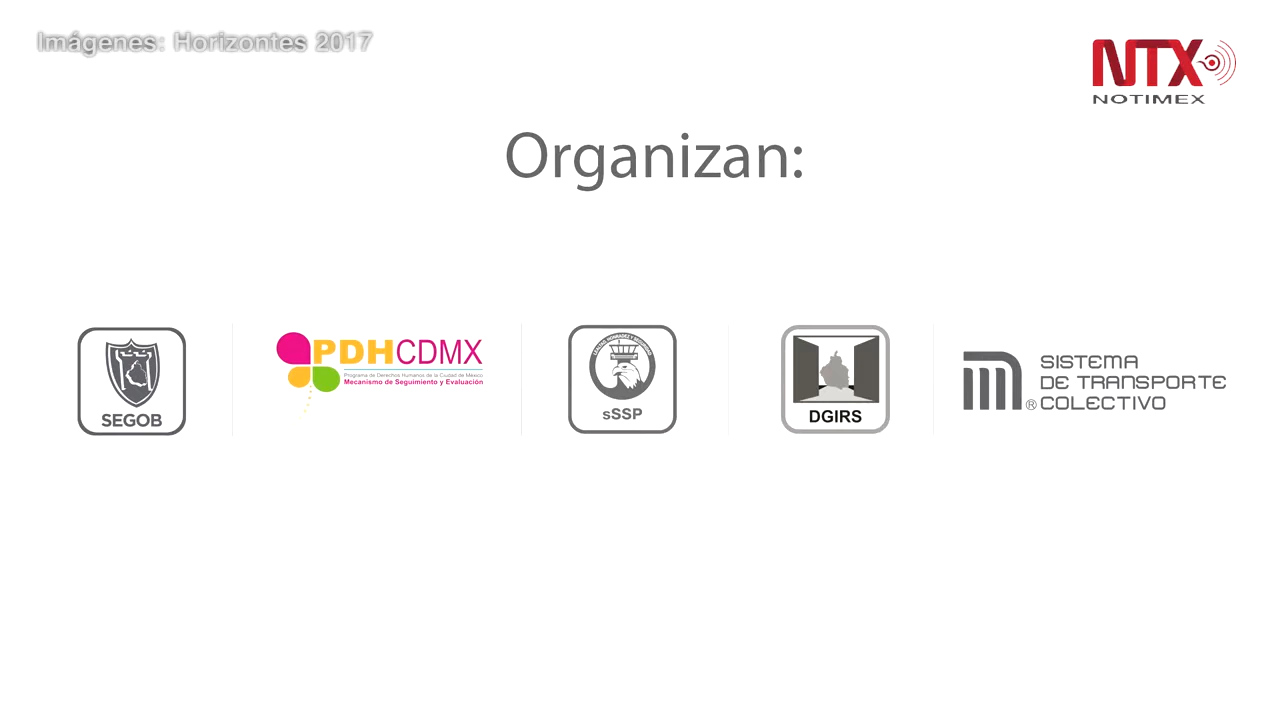 Imágenes: Horizontes 2017
NTX
NOTIMEX
Organizan:
SEGOB
PDHCDMX
Programa de Derechos Humanos de la Ciudad de México
Mecanismo de Seguimiento y Evaluación
sSSP
DGIRS
SISTEMA
DE TRANSPORTE
® COLECTIVO